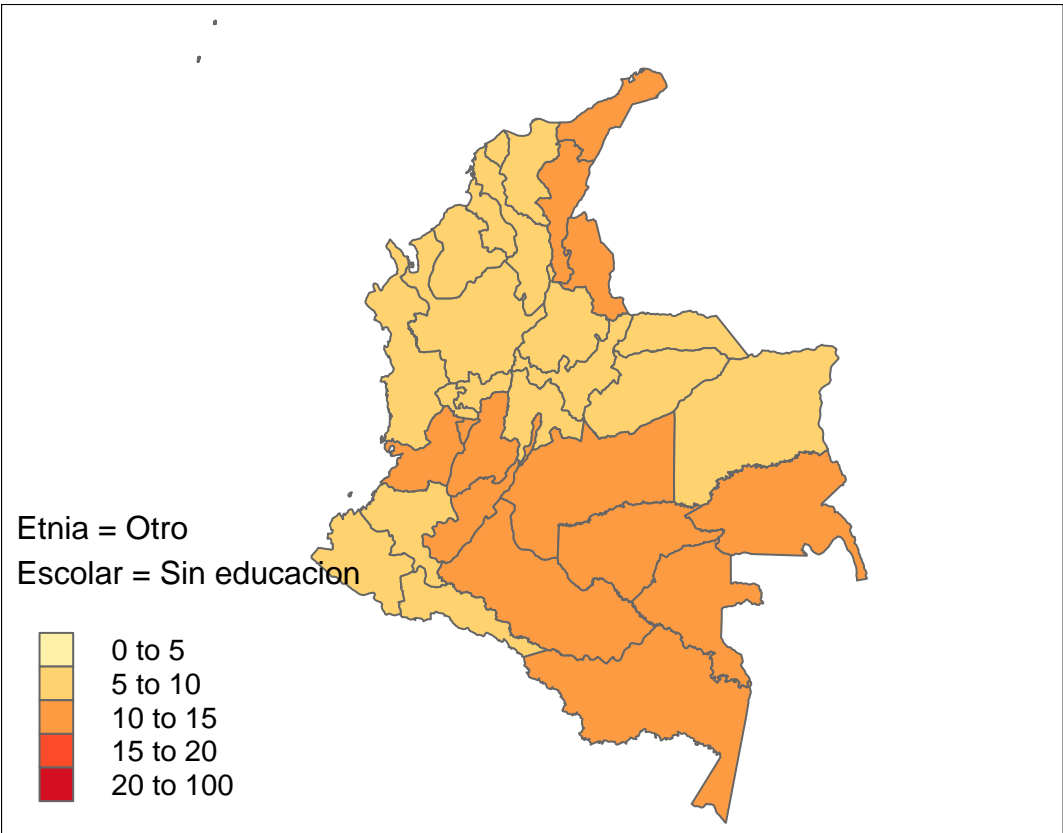 Etnia = Otro
Escolar = Sin educacion
0 to 5
5 to 10
10 to 15
15 to 20
20 to 100